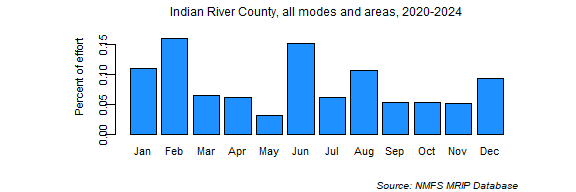 Indian River County, all modes and areas, 2020-2024
Percent of effort
0.15
0.10
0.05
0.00
Jan Feb Mar Apr May Jun Jul Aug Sep Oct Nov Dec
Source: NMFS MRIP Database